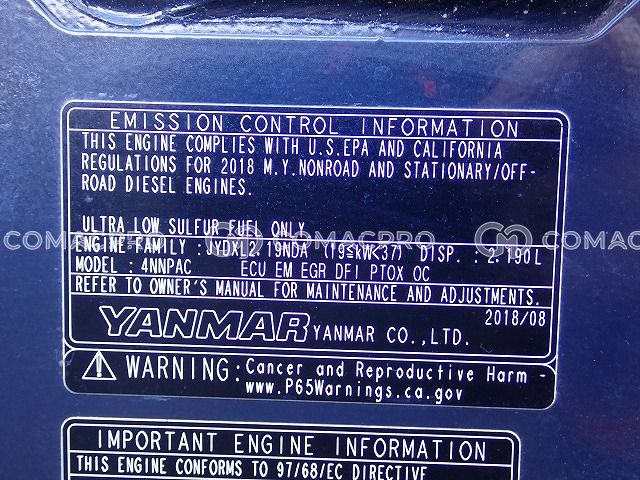 EMISSION CONTROL INFORMATION
THIS ENGINE COMPLIES WITH U.S.EPA AND CALIFORNIA
REGULATIONS FOR 2018 M.Y.NONROAD AND STATIONARY/OFF-
ROAD DIESEL ENGINES.
ULTRA LOW SULFUR FUEL ONLY
COMACPRO COMACPRO COMACPRO
ENGINE FAMILY : JYDXL2.19NDA (19≦kW<37) DISP. : 2.190L
MODEL : 4NNPAC ECU EM EGR DFI PTOX OC
REFER TO OWNER'S MANUAL FOR MAINTENANCE AND ADJUSTMENTS.
2018/08
YANMAR YANMAR CO.,LTD.
WARNING: Cancer and Reproductive Harm -
www.P65Warnings.ca.gov
IMPORTANT ENGINE INFORMATION
THIS ENGINE CONFORMS TO 97/68/EC DIRECTIVE